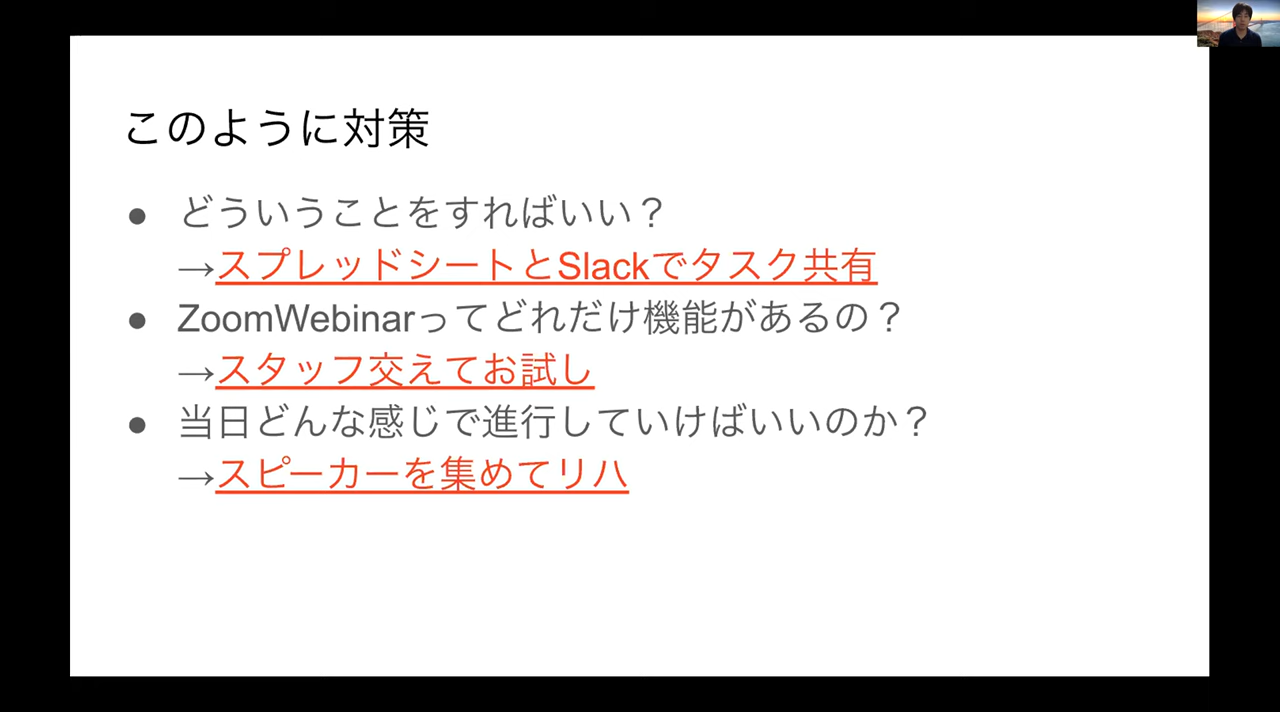 このように対策
● どういうことをすればいい？
→スプレッドシートとSlackでタスク共有
● ZoomWebinarってどれだけ機能があるの？
→スタッフ交えてお試し
● 当日どんな感じで進行していけばいいのか？
→スピーカーを集めてリハ